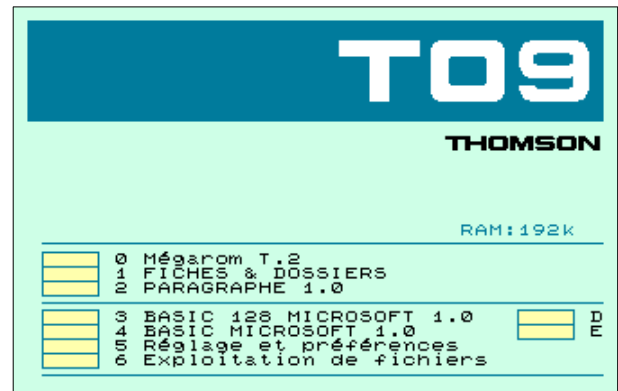 TO9
THOMSON
RAM:192k
0 Mégarom T.2
1 FICHES & DOSSIERS
2 PARAGRAPHE 1.0
3 BASIC 128 MICROSOFT 1.0 D
4 BASIC MICROSOFT 1.0 E
5 Réglage et préférences
6 Exploitation de fichiers